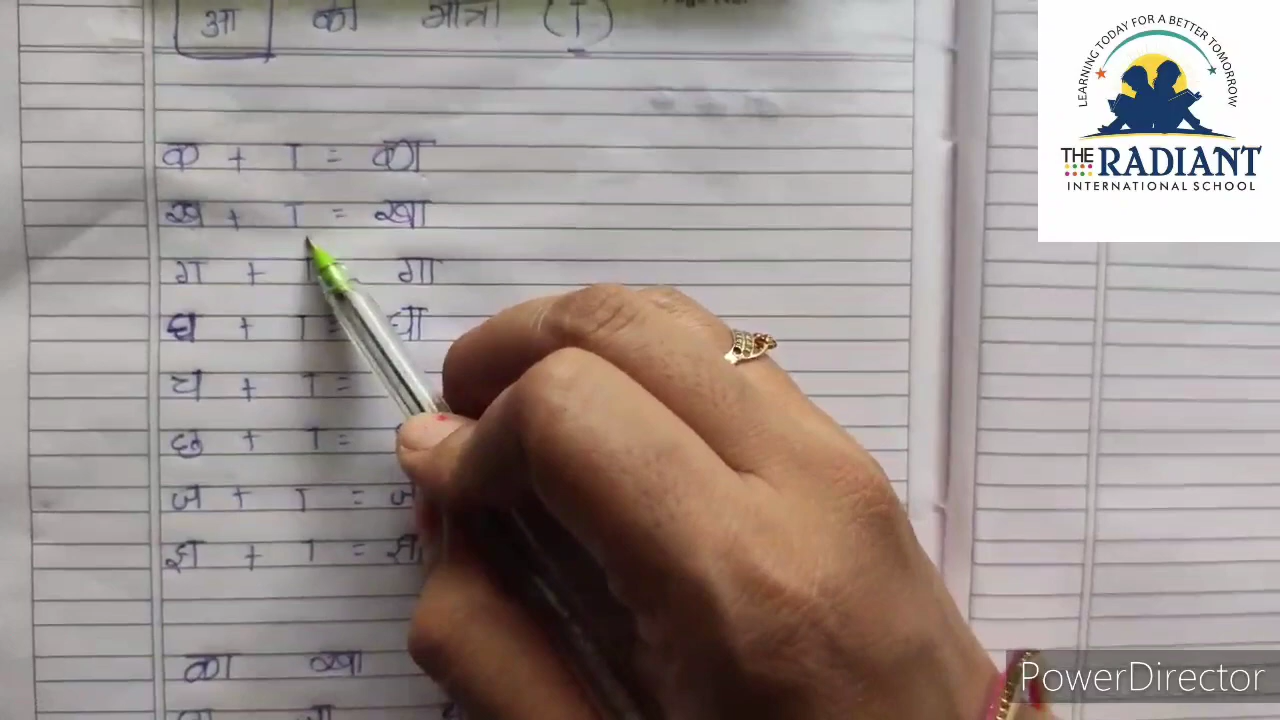 आ की मात्रा (ा)
क + ा = का
ख + ा = खा
ग + ा = गा
घ + ा = घा
च + ा =
छ + ा =
ज + ा = ज
झ + ा = झा
का खा
LEARNING TODAY FOR A BETTER TOMORROW
THE RADIANT
INTERNATIONAL SCHOOL
PowerDirector